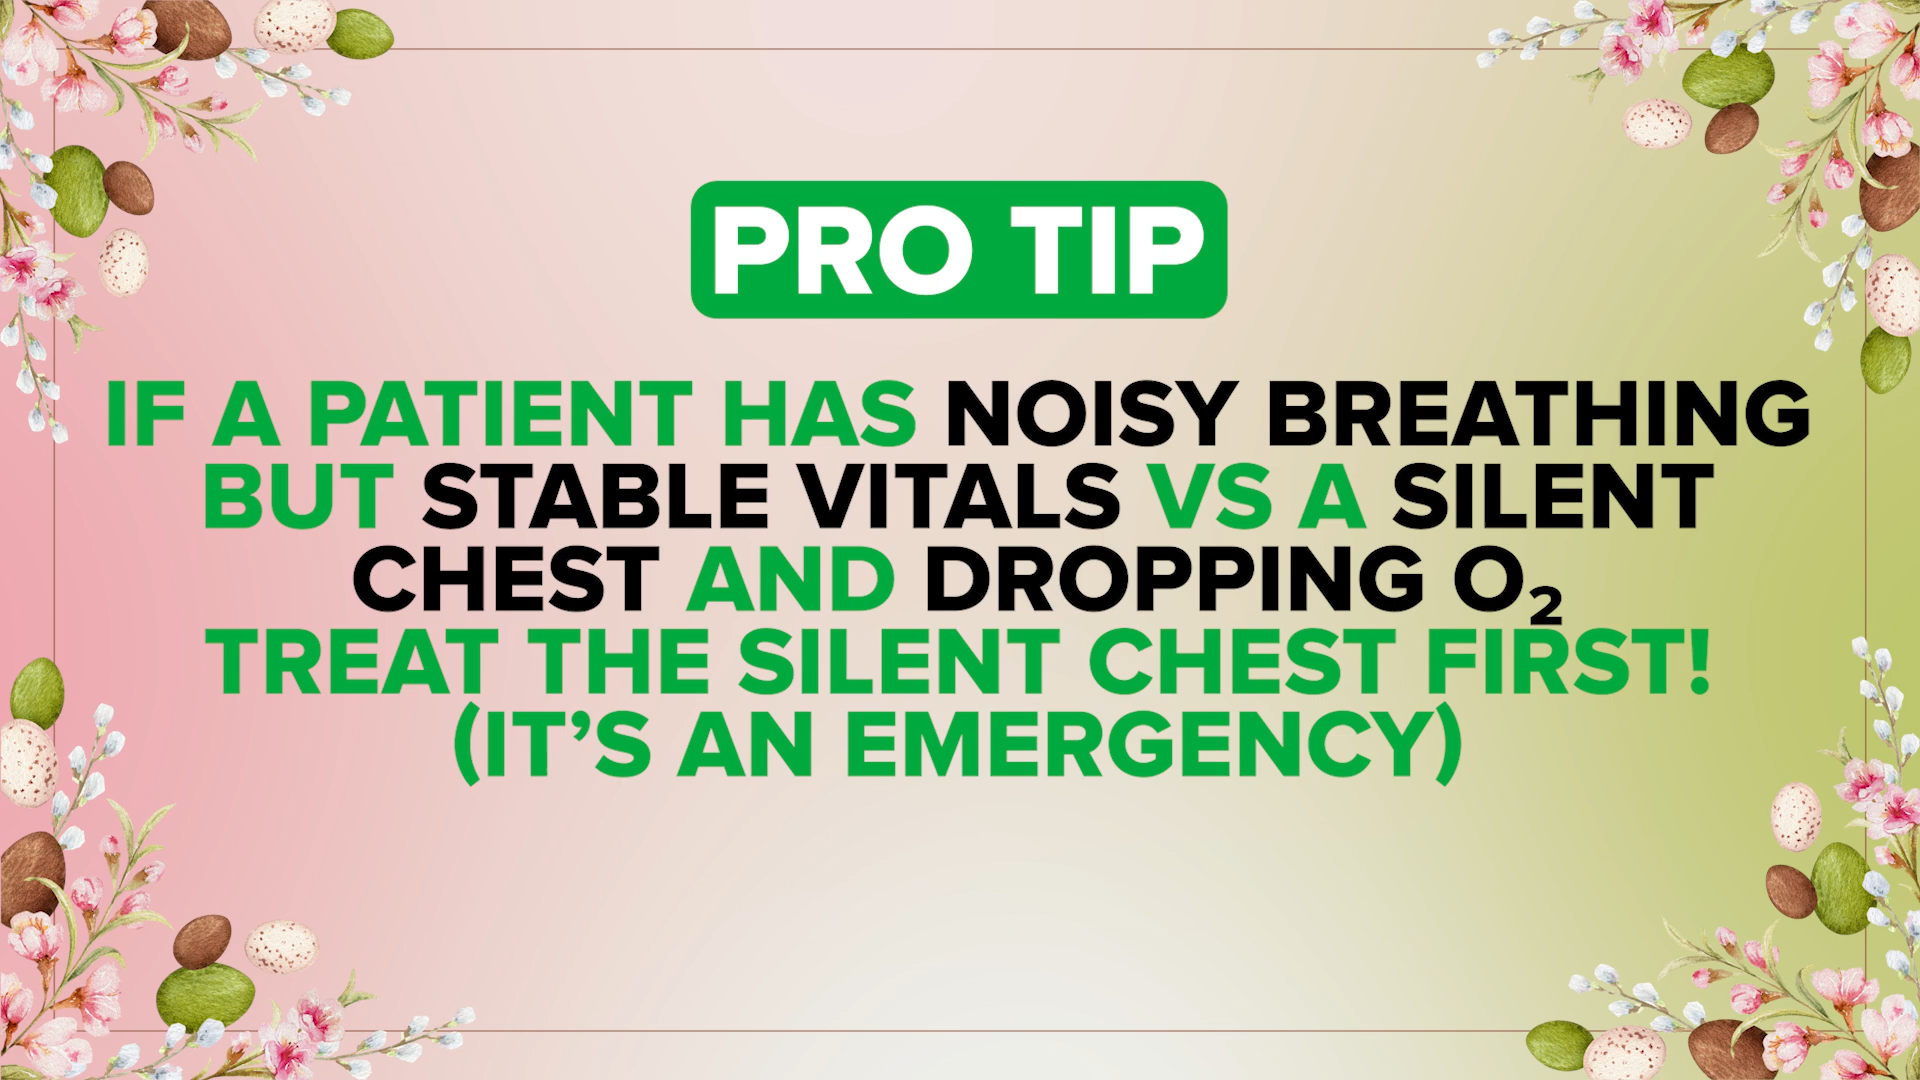 PRO TIP
IF A PATIENT HAS NOISY BREATHING
BUT STABLE VITALS VS A SILENT
CHEST AND DROPPING O₂
TREAT THE SILENT CHEST FIRST!
(IT’S AN EMERGENCY)